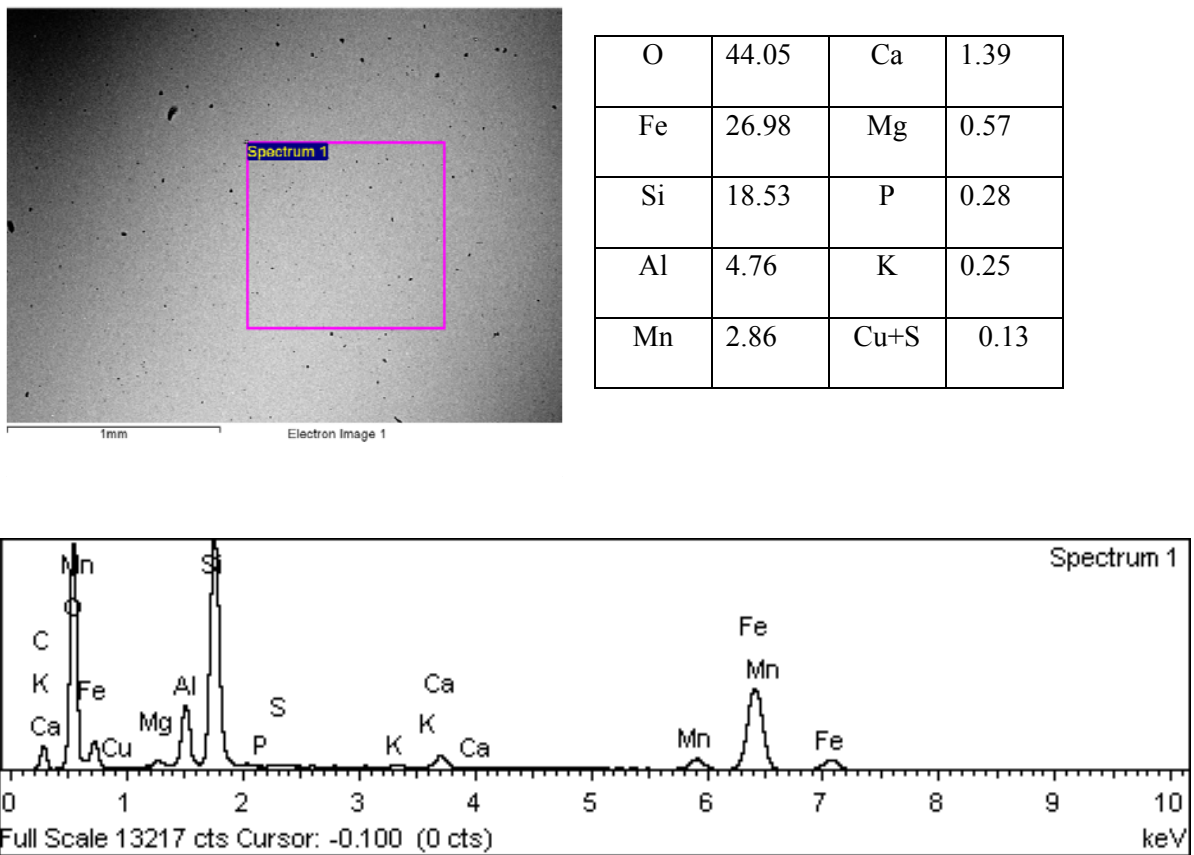 Spectrum 1
1mm Electron Image 1
O 44.05 Ca 1.39
Fe 26.98 Mg 0.57
Si 18.53 P 0.28
Al 4.76 K 0.25
Mn 2.86 Cu+S 0.13
Spectrum 1
Mn Si
O
Fe
C
Mn
K Fe Al Ca
S
Ca Mg K
Cu P K Ca Mn Fe
0 1 2 3 4 5 6 7 8 9 10
Full Scale 13217 cts Cursor: -0.100 (0 cts) keV